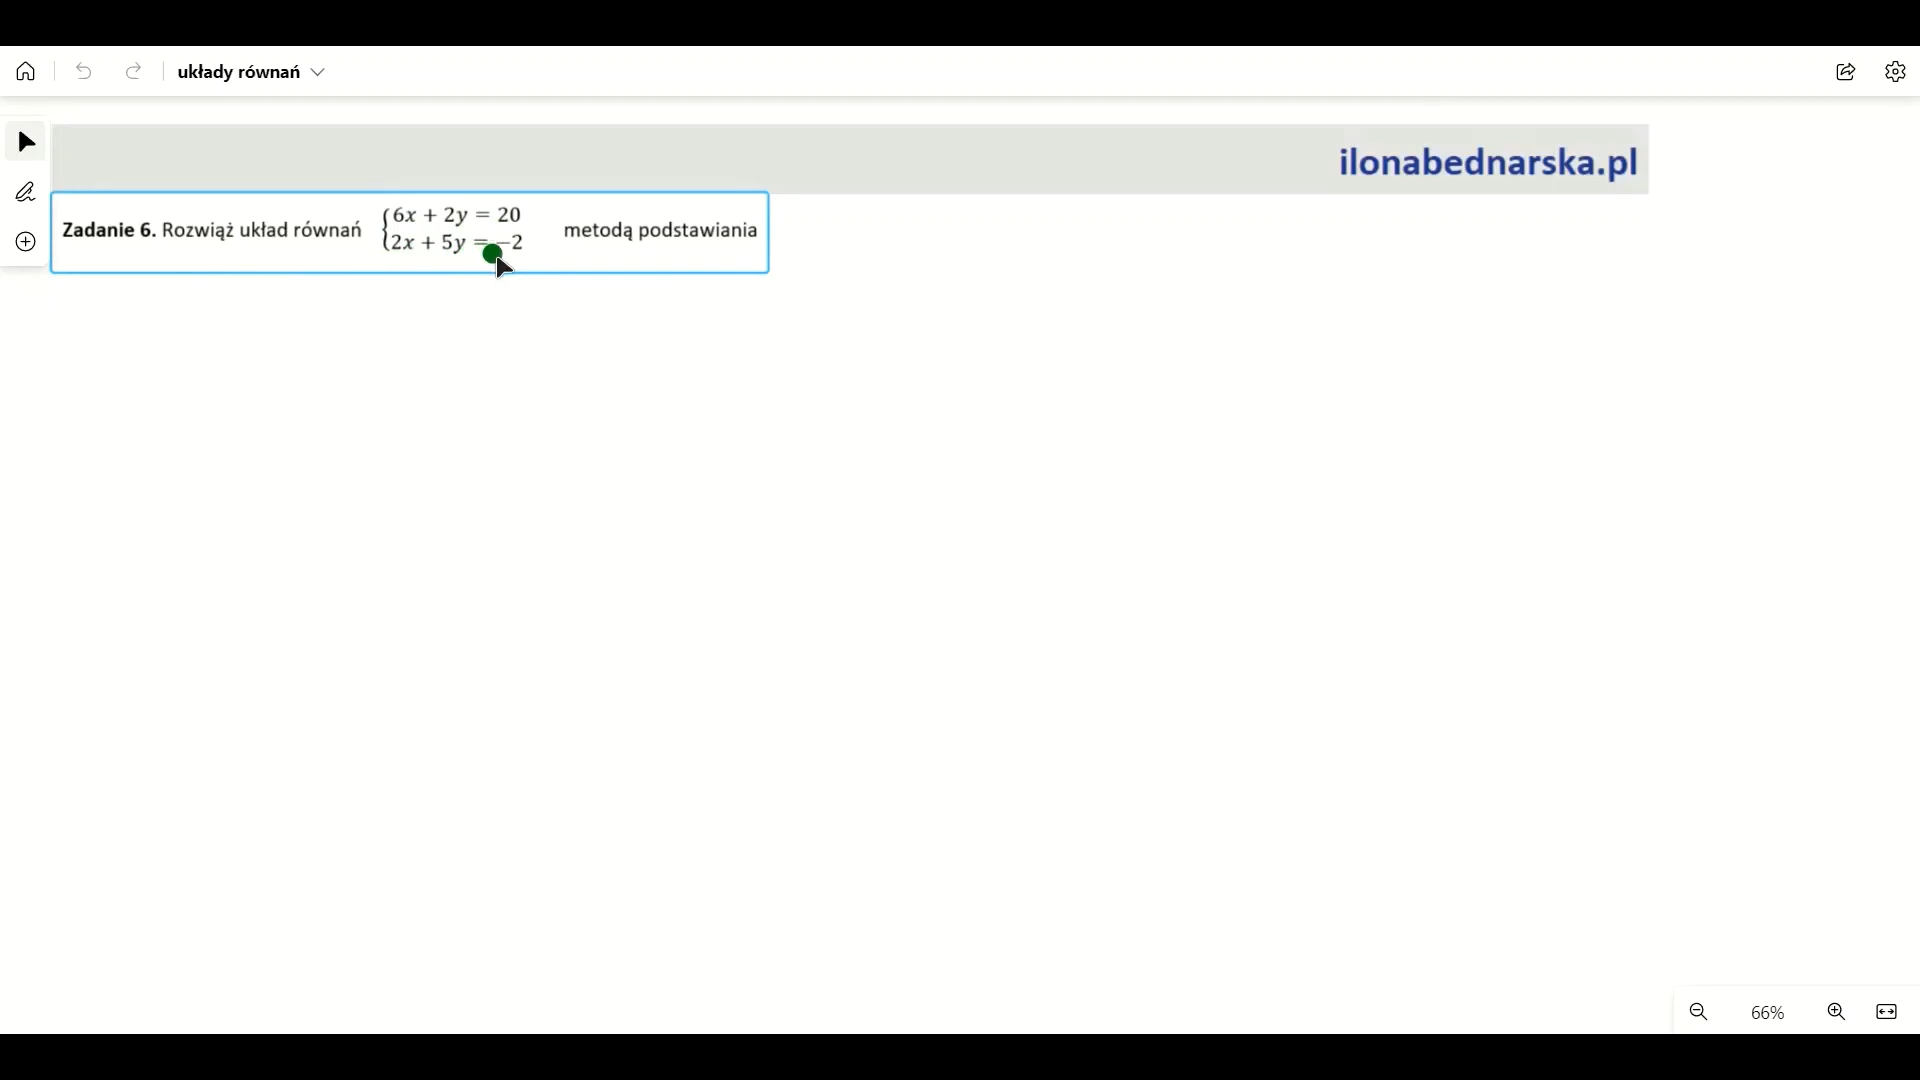 układy równań
ilonabednarska.pl
Zadanie 6. Rozwiąż układ równań {6x + 2y = 20 metodą podstawiania
2x + 5y = −2
66%